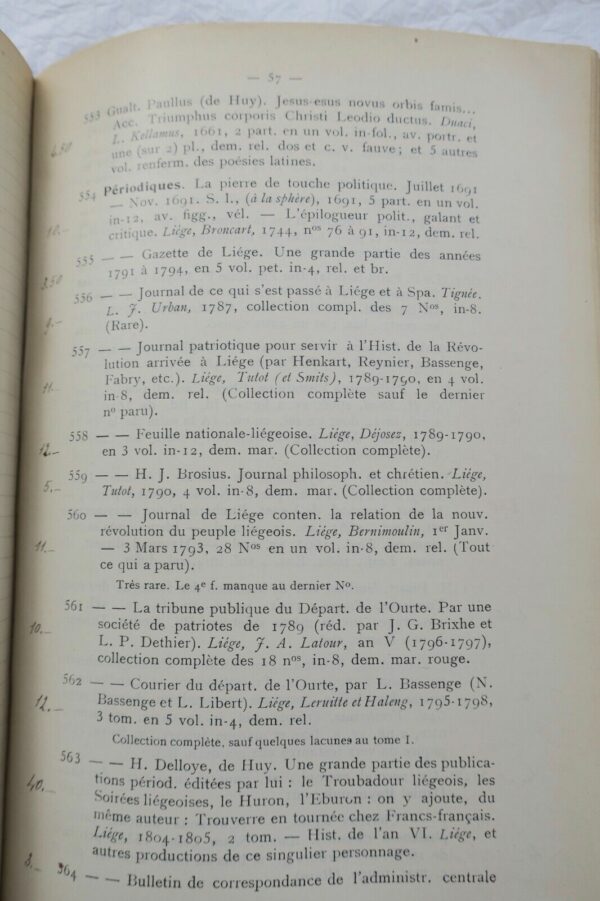 — 57 —
553 Gualt. Paullus (de Huy). Jesus-esus novus orbis famis...
Acc. Triumphus corporis Christi Leodio ductus. Duaci,
L. Kellamus, 1661, 2 part. en un vol. in-fol., av. portr. et
4.50 une (sur 2) pl., dem. rel. dos et c. v. fauve; et 5 autres
vol. renferm. des poésies latines.
554 Périodiques. La pierre de touche politique. Juillet 1691
— Nov. 1691. S. l., (à la sphère), 1691, 5 part. en un vol.
in-12, av. figg., vél. — L'épilogueur polit., galant et
10.– critique. Liége, Broncart, 1744, nos 76 à 91, in-12, dem. rel.
555 — — Gazette de Liége. Une grande partie des années
3.50 1791 à 1794, en 5 vol. pet. in-4, rel. et br.
556 — — Journal de ce qui s'est passé à Liége et à Spa. Tignée.
L. J. Urban, 1787, collection compl. des 7 Nos, in-8.
9.– (Rare).
557 — — Journal patriotique pour servir à l'Hist. de la Révo-
lution arrivée à Liége (par Henkart, Reynier, Bassenge,
Fabry, etc.). Liége, Tutot (et Smits), 1789-1790, en 4 vol.
11.– in-8, dem. rel. (Collection complète sauf le dernier
no paru).
558 — — Feuille nationale-liégeoise. Liége, Déjosez, 1789-1790,
12.– en 3 vol. in-12, dem. mar. (Collection complète).
559 — — H. J. Brosius. Journal philosoph. et chrétien. Liége,
5.– Tutot, 1790, 4 vol. in-8, dem. mar. (Collection complète).
560 — — Journal de Liége conten. la relation de la nouv.
révolution du peuple liégeois. Liége, Bernimoulin, 1er Janv.
11.– — 3 Mars 1793, 28 Nos en un vol. in-8, dem. rel. (Tout
ce qui a paru).
Très rare. Le 4e f. manque au dernier No.
561 — — La tribune publique du Départ. de l'Ourte. Par une
10.– société de patriotes de 1789 (réd. par J. G. Brixhe et
L. P. Dethier). Liége, J. A. Latour, an V (1796-1797),
collection complète des 18 nos, in-8, dem. mar. rouge.
562 — — Courier du départ. de l'Ourte, par L. Bassenge (N.
12.– Bassenge et L. Libert). Liége, Leruitte et Haleng, 1795-1798,
3 tom. en 5 vol. in-4, dem. rel.
Collection complète, sauf quelques lacunes au tome I.
563 — — H. Delloye, de Huy. Une grande partie des publica-
40.– tions périod. éditées par lui : le Troubadour liégeois, les
Soirées liégeoises, le Huron, l'Eburon : on y ajoute, du
même auteur : Trouverre en tournée chez Francs-français.
Liége, 1804-1805, 2 tom. — Hist. de l'an VI. Liége, et
autres productions de ce singulier personnage.
3.– 564 — — Bulletin de correspondance de l'administr. centrale